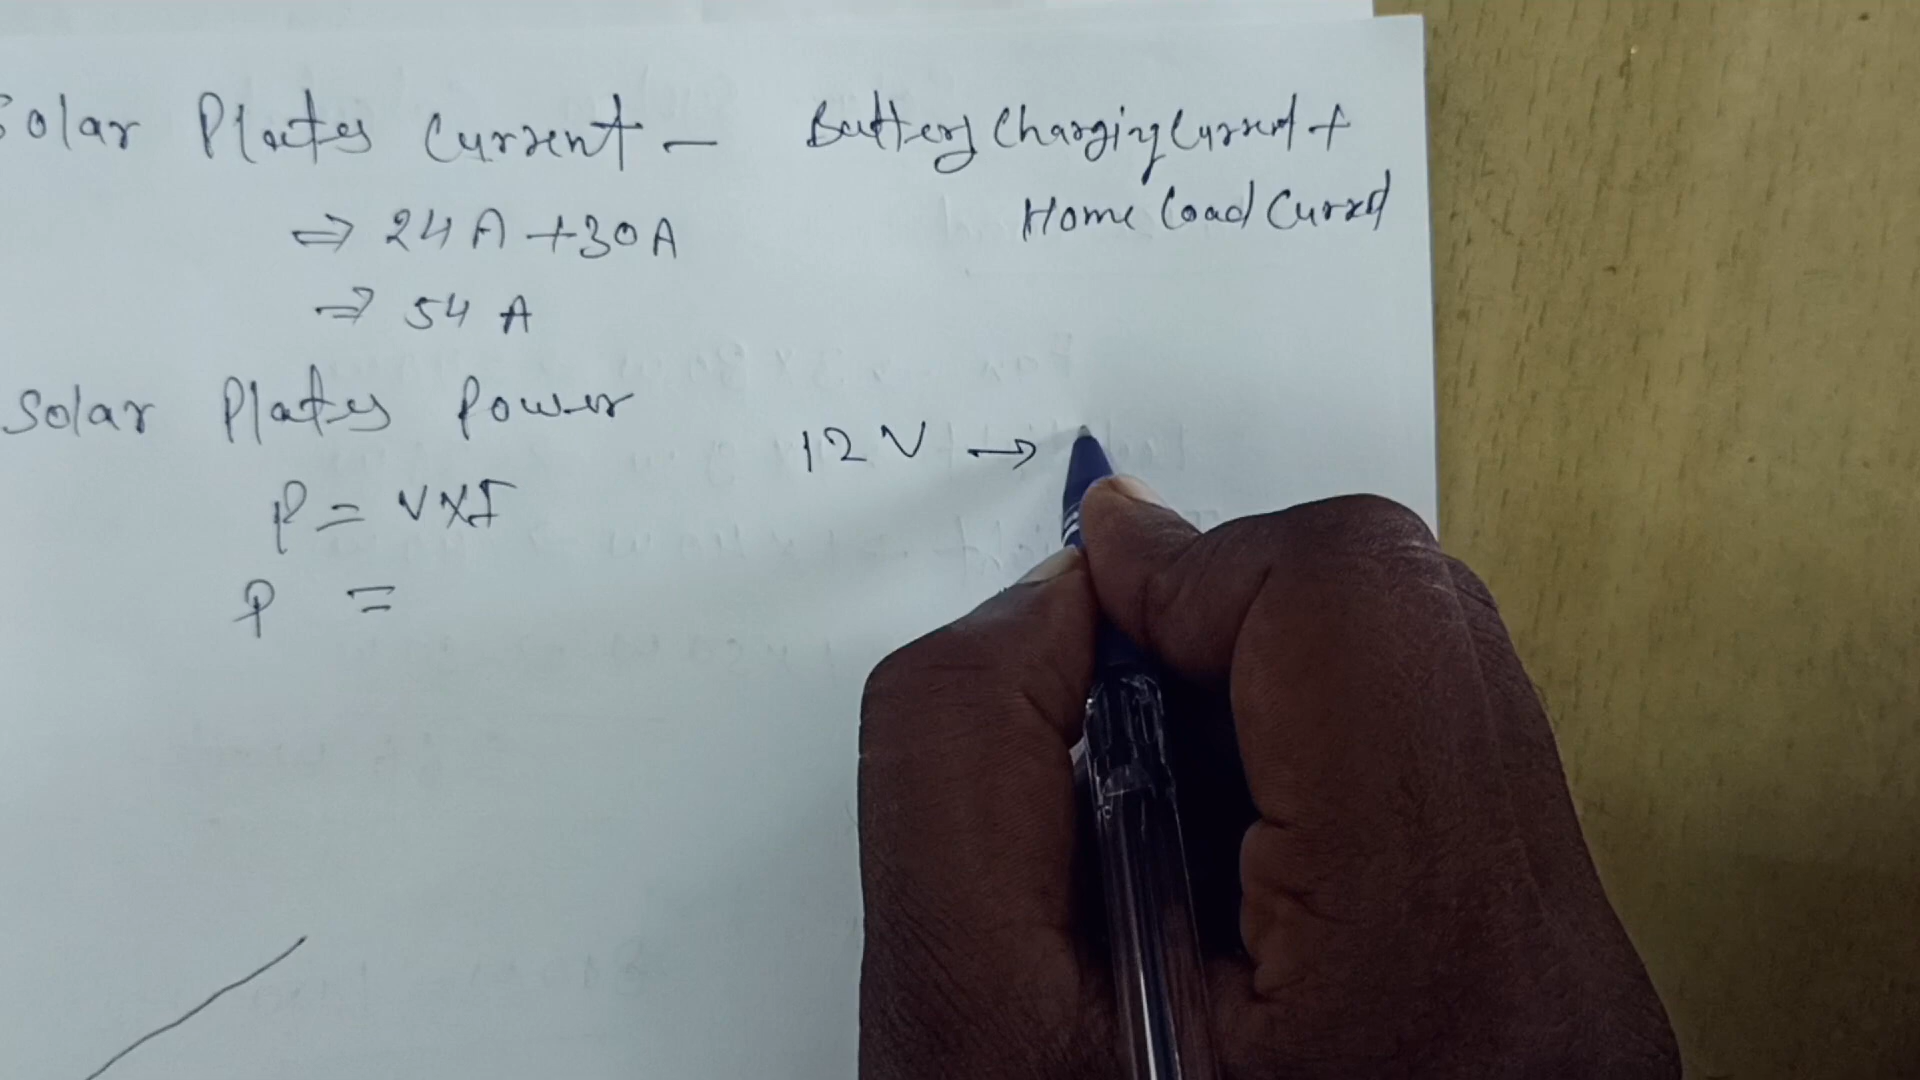 Solar Plates Current - Battery Charging Current +
Home Load Current
⇒ 24 A + 30 A
⇒ 54 A
Solar Plates Power
12 V →
P = V X I
P =